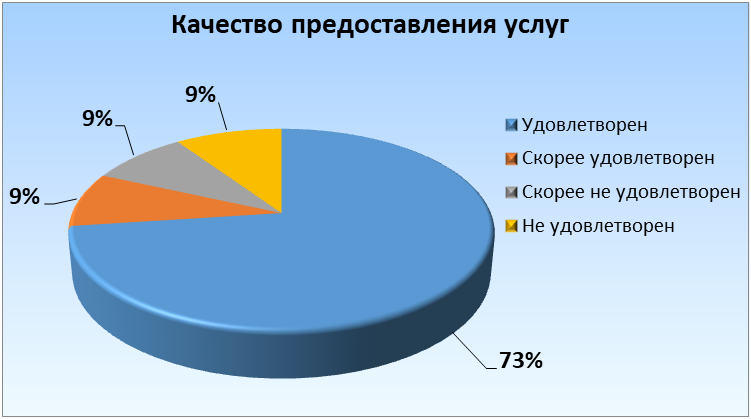 Качество предоставления услуг
9%
9%
9%
73%
Удовлетворен
Скорее удовлетворен
Скорее не удовлетворен
Не удовлетворен